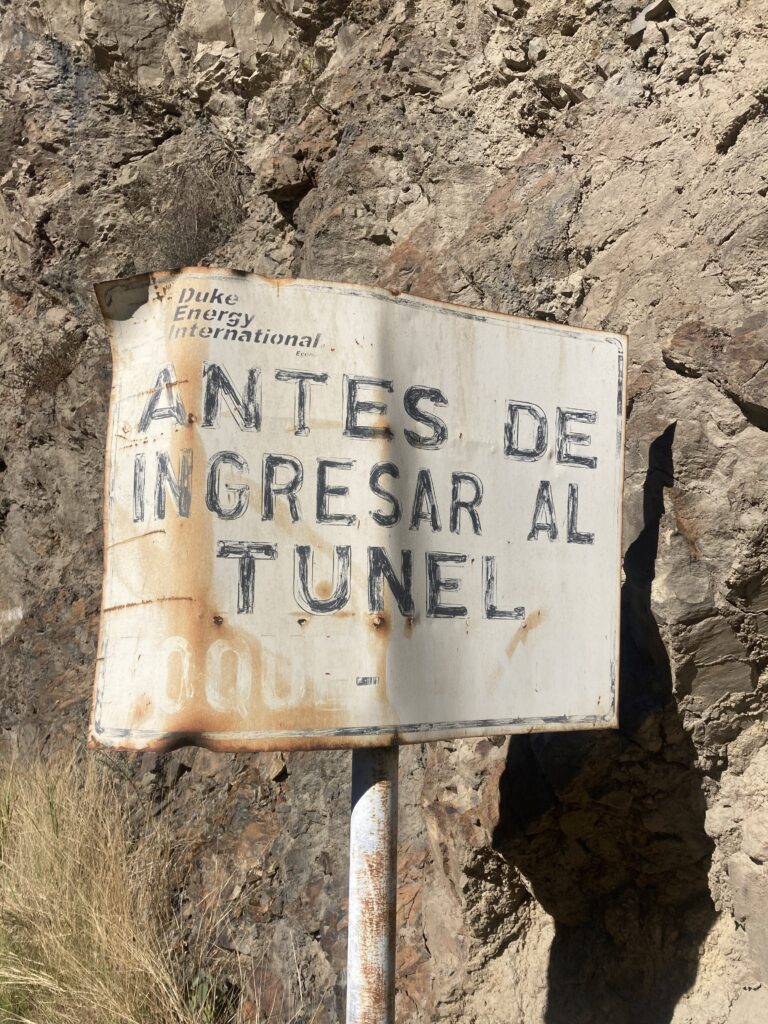 Duke
Energy
International
ANTES DE
INGRESAR AL
TUNEL